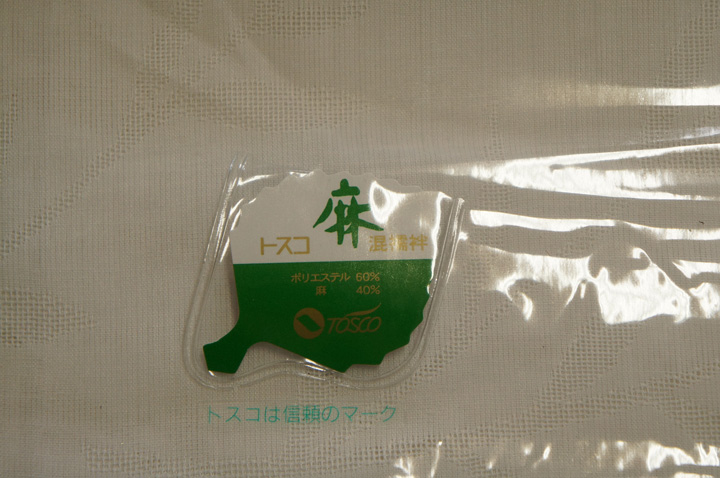 麻
トスコ 混襦袢
ポリエステル 60%
麻 40%
TOSCO
トスコは信頼のマーク